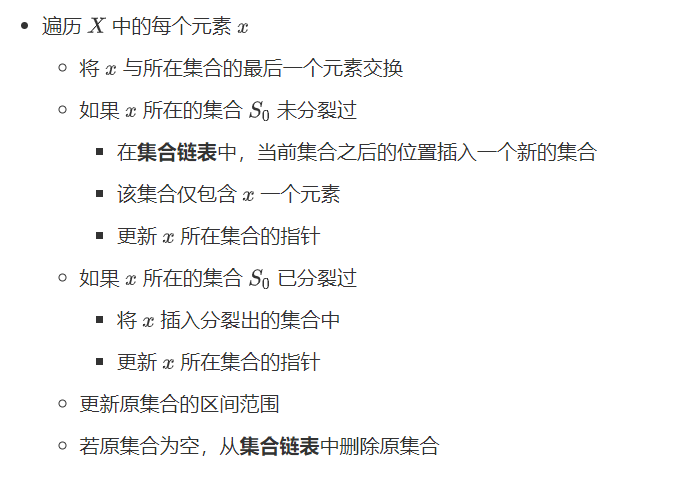 遍历 X 中的每个元素 x
将 x 与所在集合的最后一个元素交换
如果 x 所在的集合 S₀ 未分裂过
在集合链表中，当前集合之后的位置插入一个新的集合
该集合仅包含 x 一个元素
更新 x 所在集合的指针
如果 x 所在的集合 S₀ 已分裂过
将 x 插入分裂出的集合中
更新 x 所在集合的指针
更新原集合的区间范围
若原集合为空，从集合链表中删除原集合